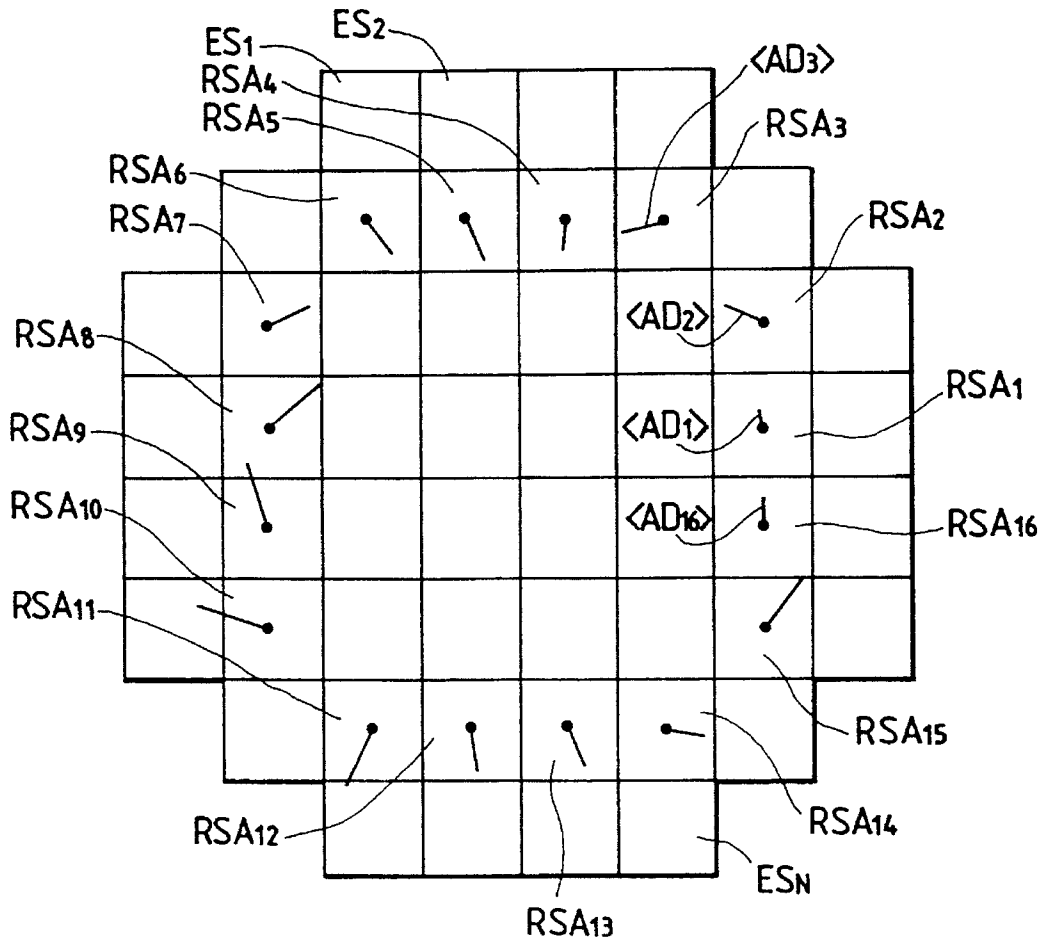 ES1
ES2
<AD3>
RSA4
RSA5
RSA3
RSA6
RSA7
RSA2
<AD2>
RSA8
RSA1
RSA9
<AD1>
RSA10
<AD16>
RSA16
RSA11
RSA15
RSA12
RSA14
ESN
RSA13